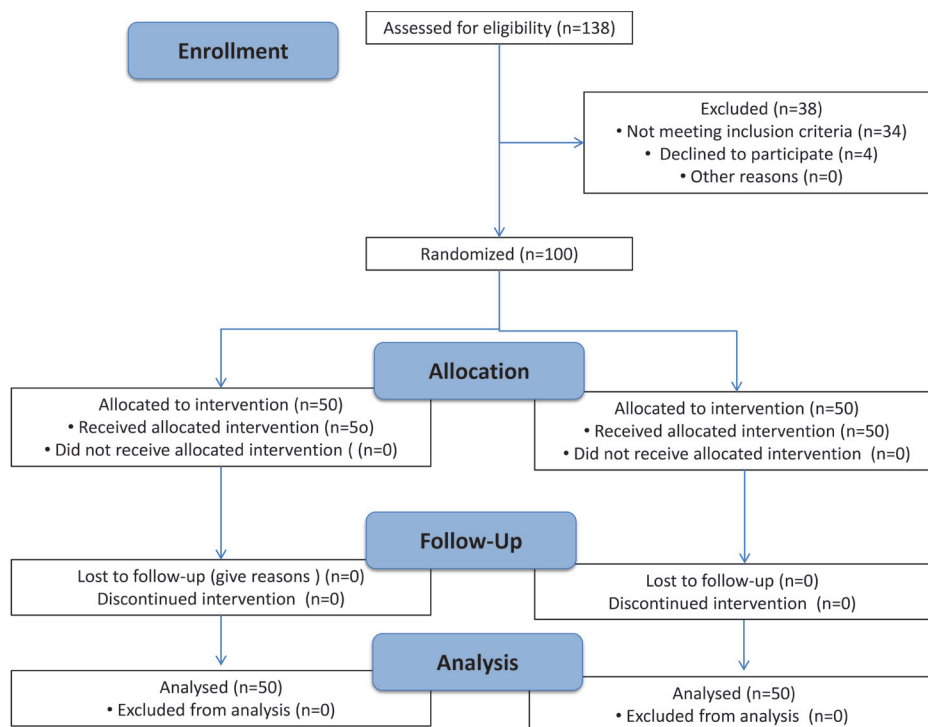 Assessed for eligibility (n=138)
Enrollment
Excluded (n=38)
• Not meeting inclusion criteria (n=34)
• Declined to participate (n=4)
• Other reasons (n=0)
Randomized (n=100)
Allocation
Allocated to intervention (n=50)
• Received allocated intervention (n=5o)
• Did not receive allocated intervention ( (n=0)
Allocated to intervention (n=50)
• Received allocated intervention (n=50)
• Did not receive allocated intervention (n=0)
Follow-Up
Lost to follow-up (give reasons ) (n=0)
Discontinued intervention (n=0)
Lost to follow-up (n=0)
Discontinued intervention (n=0)
Analysis
Analysed (n=50)
• Excluded from analysis (n=0)
Analysed (n=50)
• Excluded from analysis (n=0)